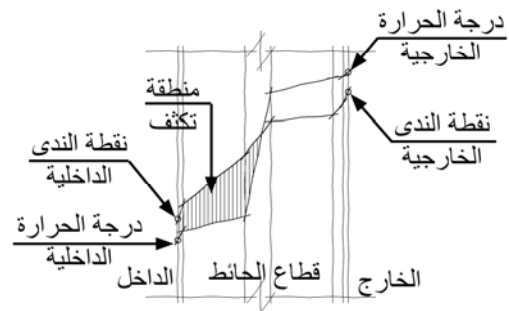 درجة الحرارة
الخارجية
منطقة
تكثف
نقطة الندى
الخارجية
نقطة الندى
الداخلية
درجة الحرارة
الداخلية
الخارج
قطاع الحائط
الداخل